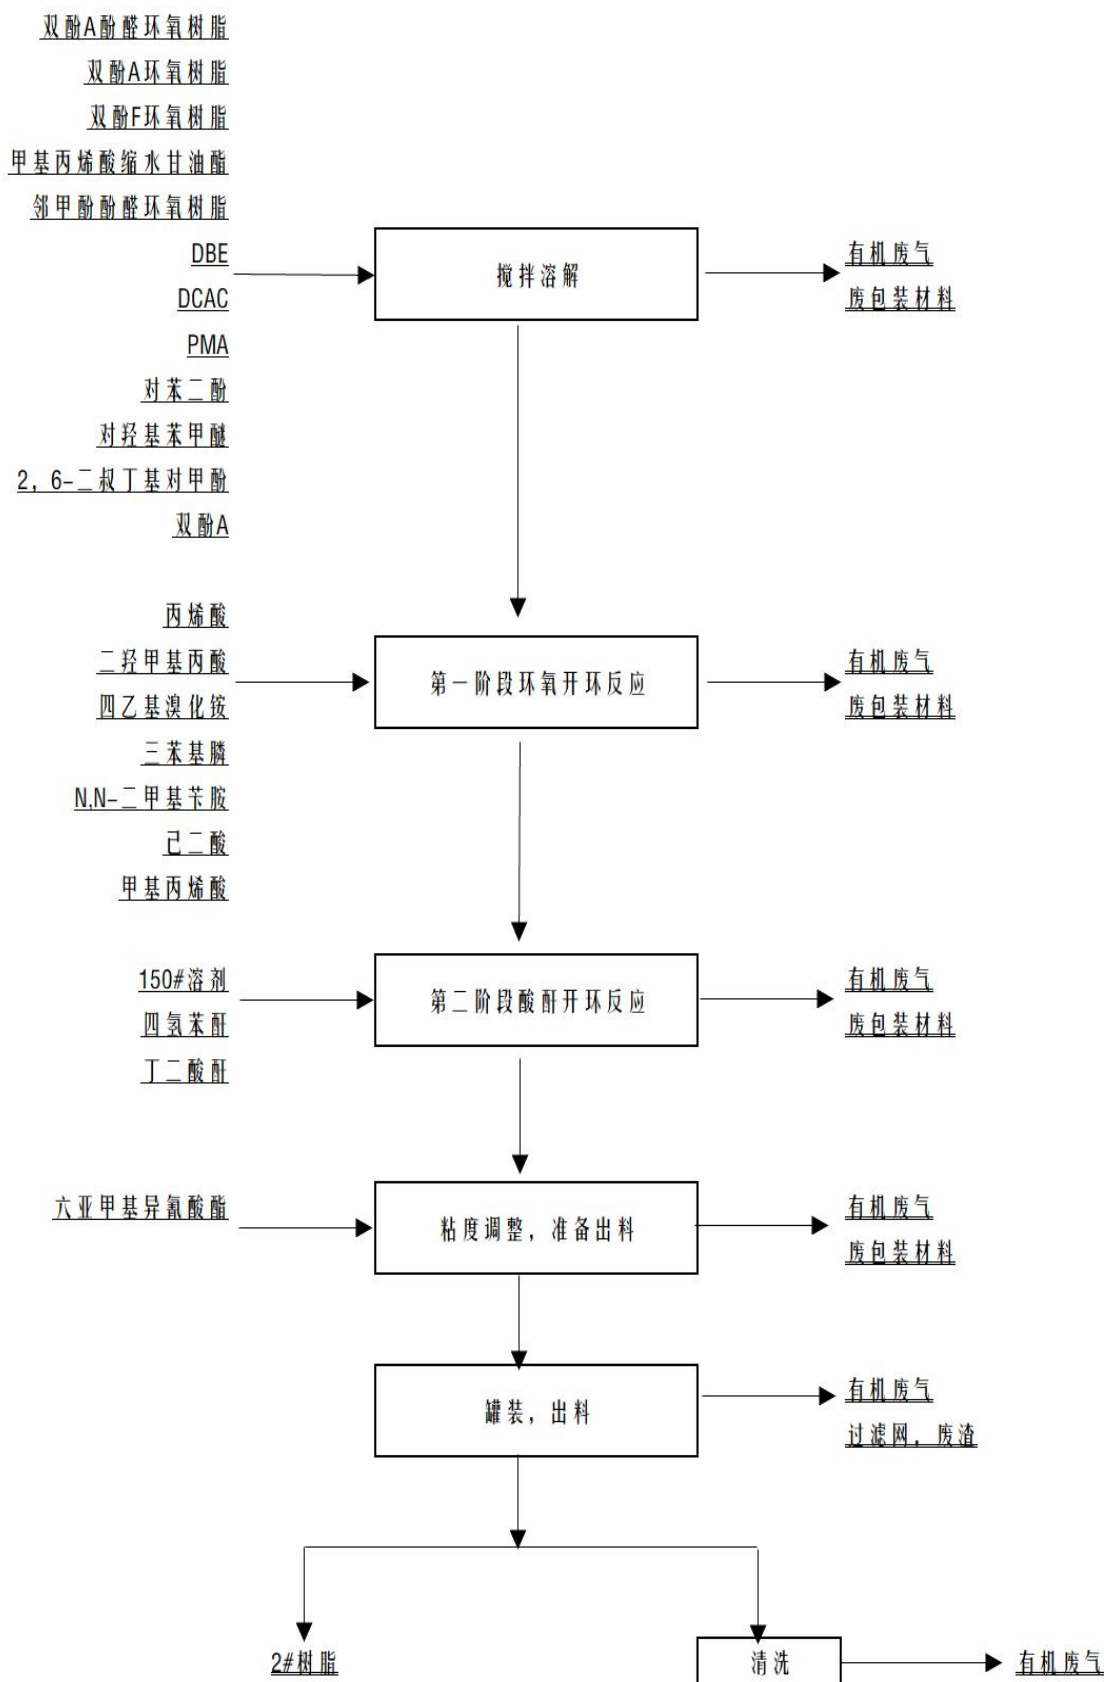 双酚A酚醛环氧树脂
双酚A环氧树脂
双酚F环氧树脂
甲基丙烯酸缩水甘油酯
邻甲酚酚醛环氧树脂
DBE
DCAC
PMA
对苯二酚
对羟基苯甲醚
2，6-二叔丁基对甲酚
双酚A
搅拌溶解
有机废气
废包装材料
丙烯酸
二羟甲基丙酸
四乙基溴化铵
三苯基膦
N,N-二甲基苄胺
己二酸
甲基丙烯酸
第一阶段环氧开环反应
有机废气
废包装材料
150#溶剂
四氢苯酐
丁二酸酐
第二阶段酸酐开环反应
有机废气
废包装材料
六亚甲基异氰酸酯
粘度调整，准备出料
有机废气
废包装材料
罐装，出料
有机废气
过滤网，废渣
2#树脂
清洗
有机废气